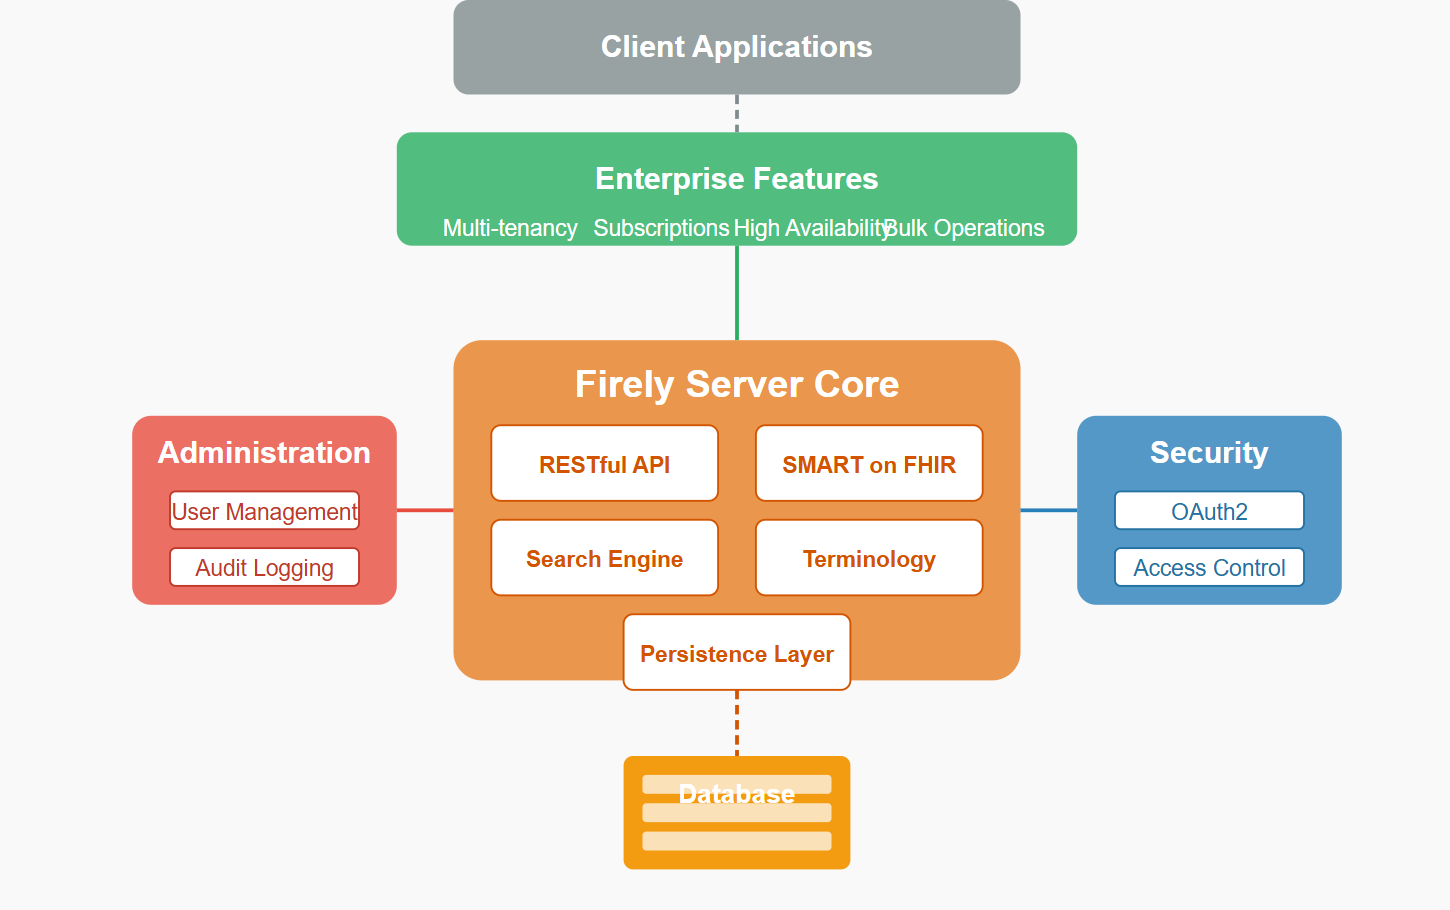 Client Applications
Enterprise Features
Multi-tenancy Subscriptions High Availability Bulk Operations
Firely Server Core
Administration
User Management
Audit Logging
RESTful API
SMART on FHIR
Search Engine
Terminology
Persistence Layer
Security
OAuth2
Access Control
Database